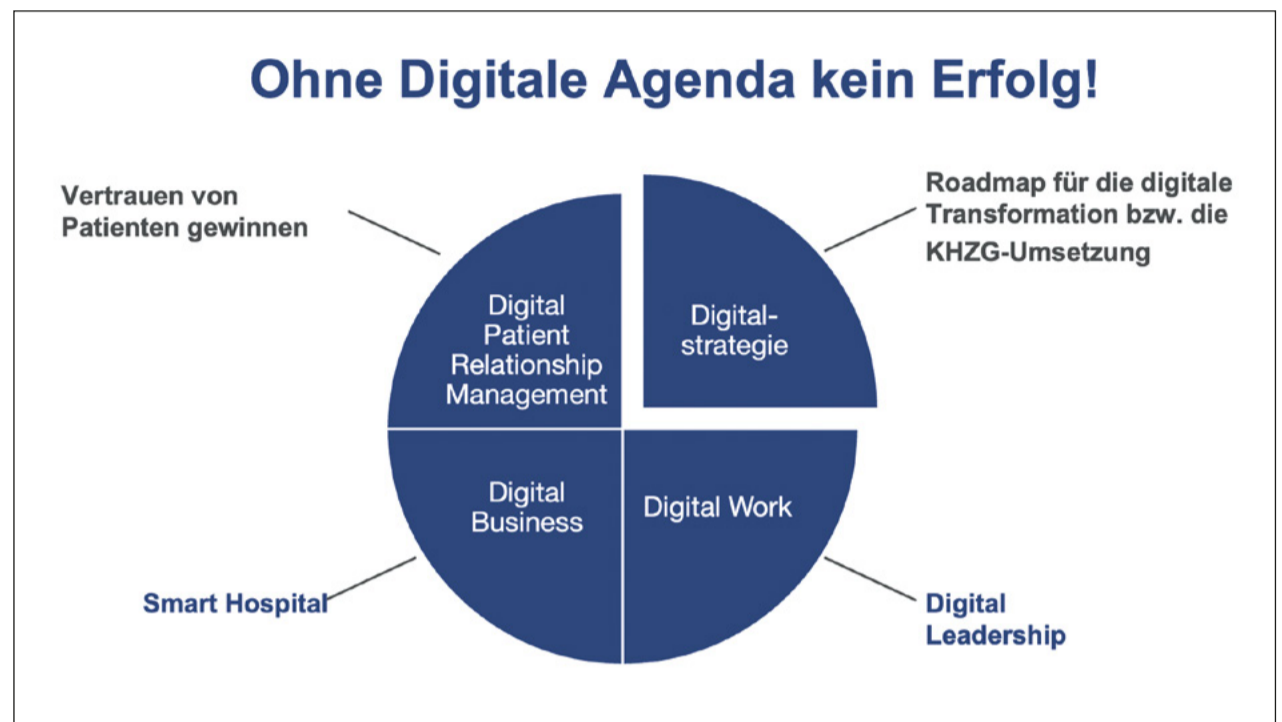 Ohne Digitale Agenda kein Erfolg!
Vertrauen von
Patienten gewinnen
Roadmap für die digitale
Transformation bzw. die
KHZG-Umsetzung
Digital
Patient
Relationship
Management
Digital-
strategie
Digital
Business
Digital Work
Smart Hospital
Digital
Leadership